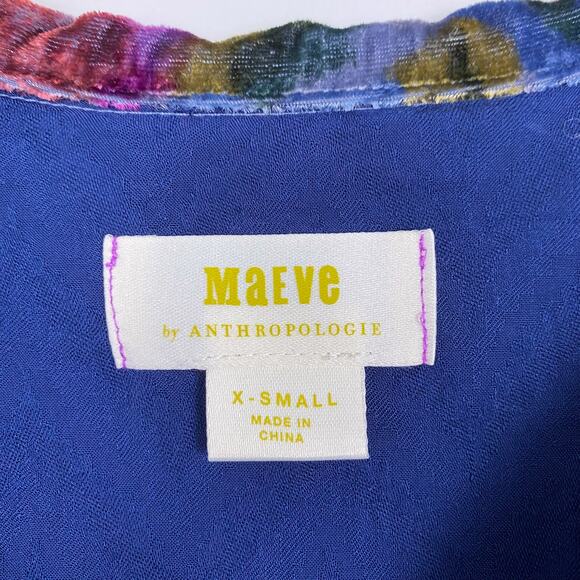 MaEVe
by ANTHROPOLOGIE
X-SMALL
MADE IN
CHINA